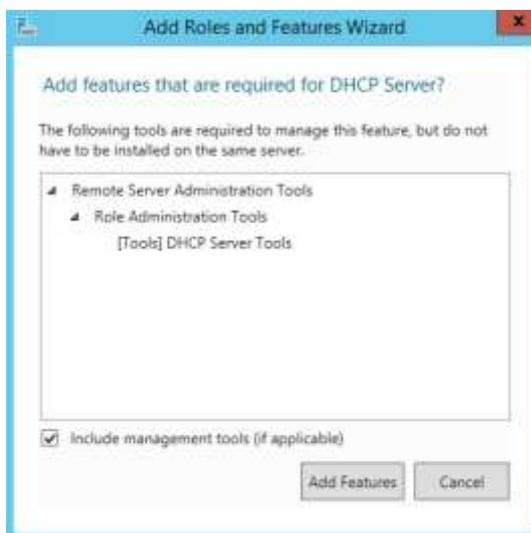 Add Roles and Features Wizard
x
Add features that are required for DHCP Server?
The following tools are required to manage this feature, but do not
have to be installed on the same server.
Remote Server Administration Tools
Role Administration Tools
[Tools] DHCP Server Tools
Include management tools (if applicable)
Add Features
Cancel